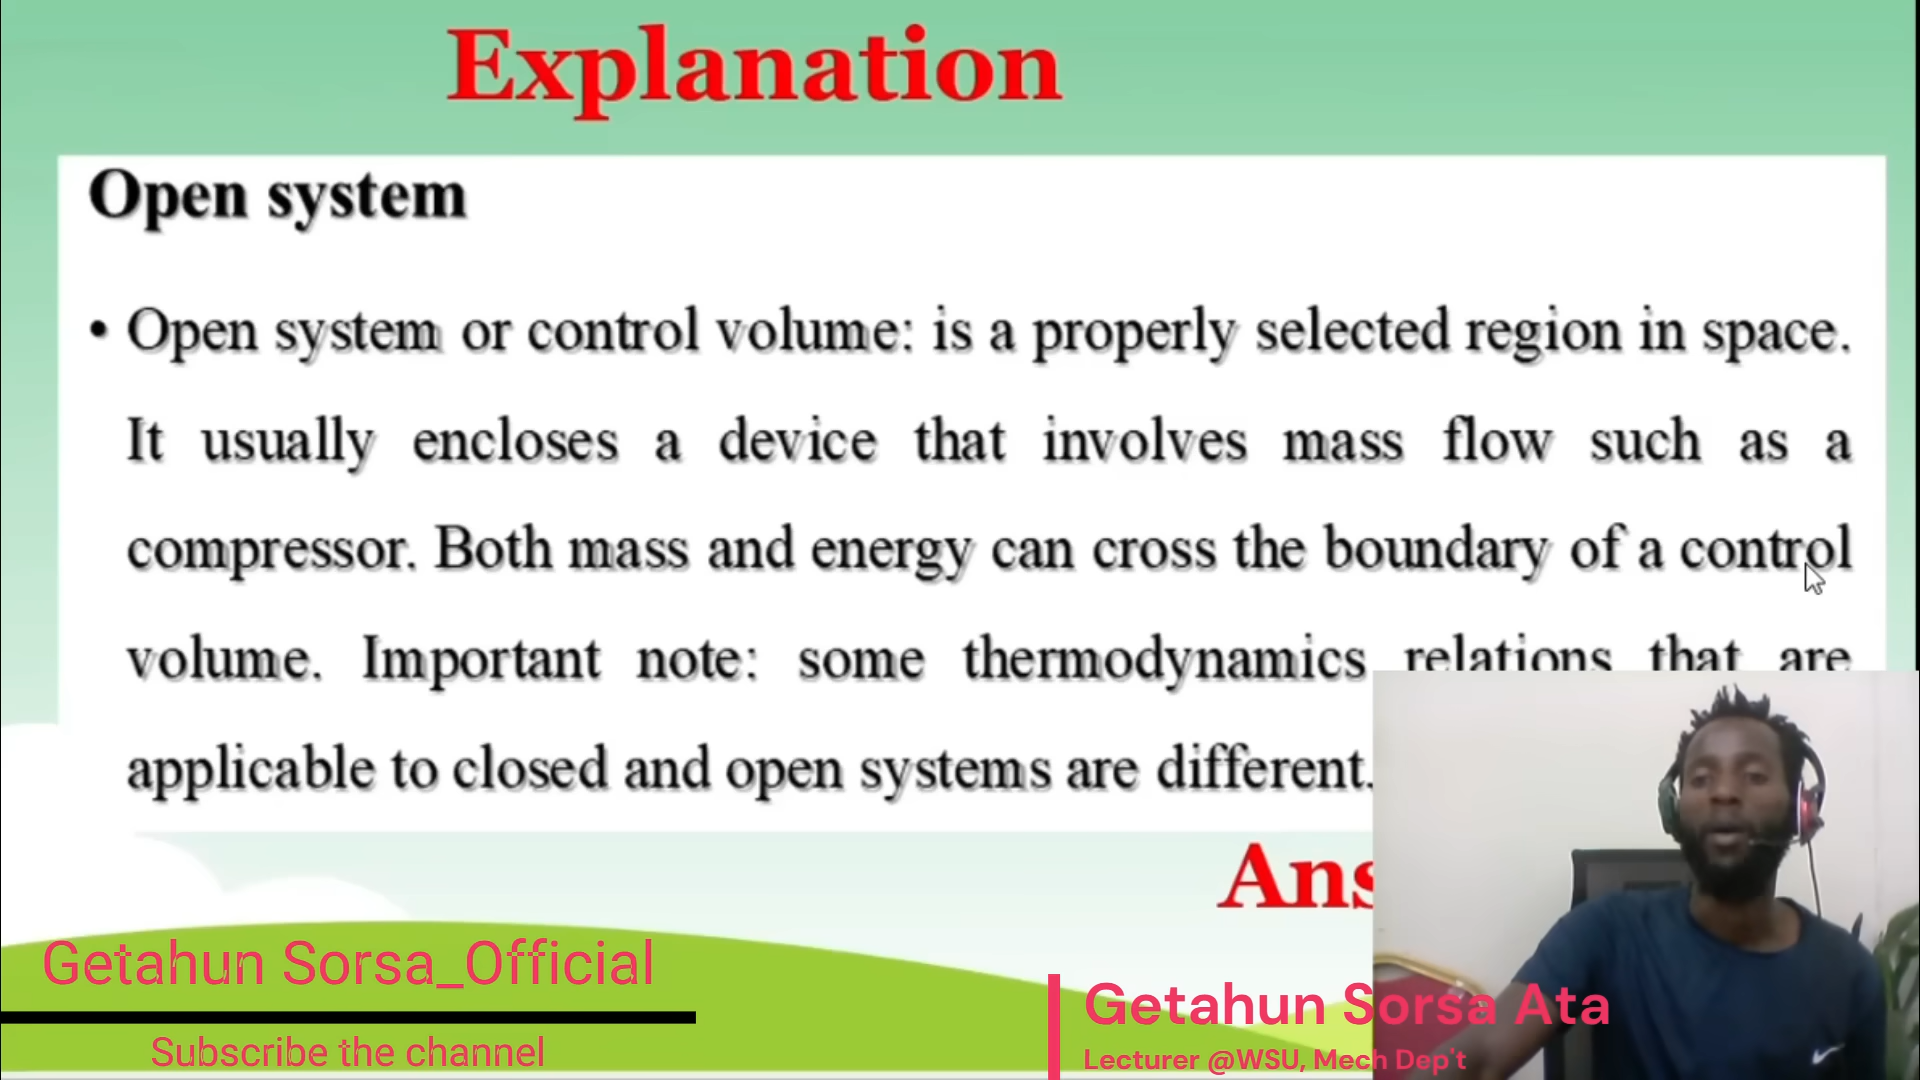 Explanation
Open system
• Open system or control volume: is a properly selected region in space.
It usually encloses a device that involves mass flow such as a
compressor. Both mass and energy can cross the boundary of a control
volume. Important note: some thermodynamics relations that are
applicable to closed and open systems are different.
Ans
Getahun Sorsa_Official
Subscribe the channel
Getahun Sorsa Ata
Lecturer @WSU, Mech Dep't